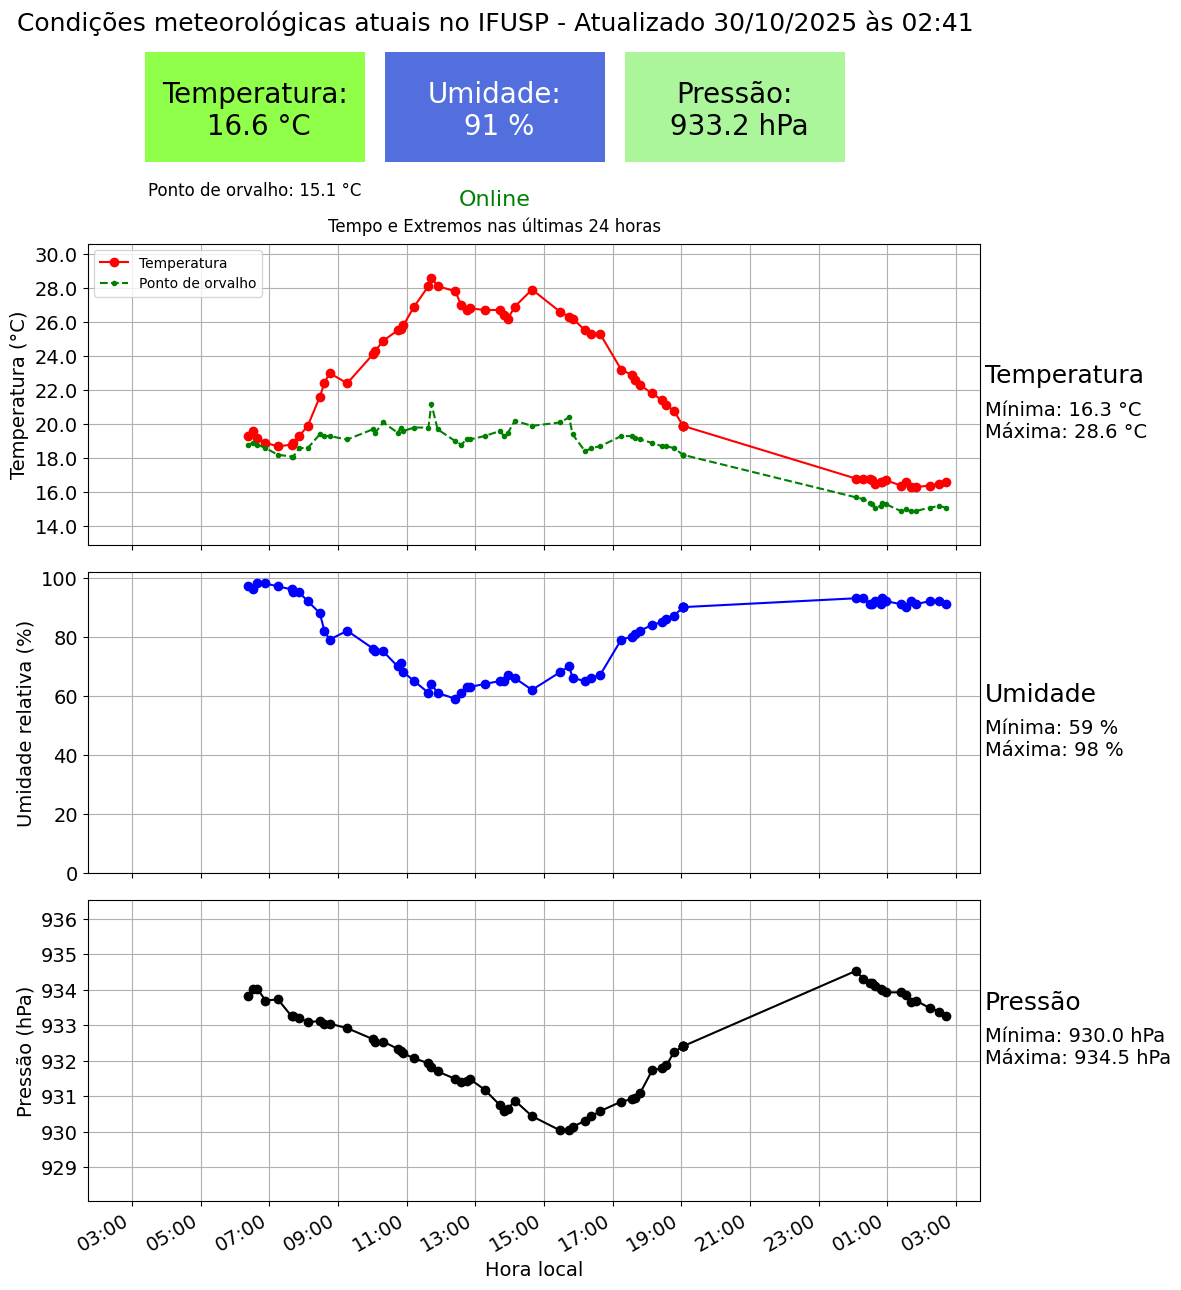 Condições meteorológicas atuais no IFUSP - Atualizado 30/10/2025 às 02:41
Temperatura:
16.6 °C
Umidade:
91 %
Pressão:
933.2 hPa
Ponto de orvalho: 15.1 °C
Online
Tempo e Extremos nas últimas 24 horas
Temperatura (°C)
30.0
28.0
26.0
24.0
22.0
20.0
18.0
16.0
14.0
Temperatura
Ponto de orvalho
Temperatura
Mínima: 16.3 °C
Máxima: 28.6 °C
Umidade relativa (%)
100
80
60
40
20
0
Umidade
Mínima: 59 %
Máxima: 98 %
Pressão (hPa)
936
935
934
933
932
931
930
929
Pressão
Mínima: 930.0 hPa
Máxima: 934.5 hPa
03:00 05:00 07:00 09:00 11:00 13:00 15:00 17:00 19:00 21:00 23:00 01:00 03:00
Hora local